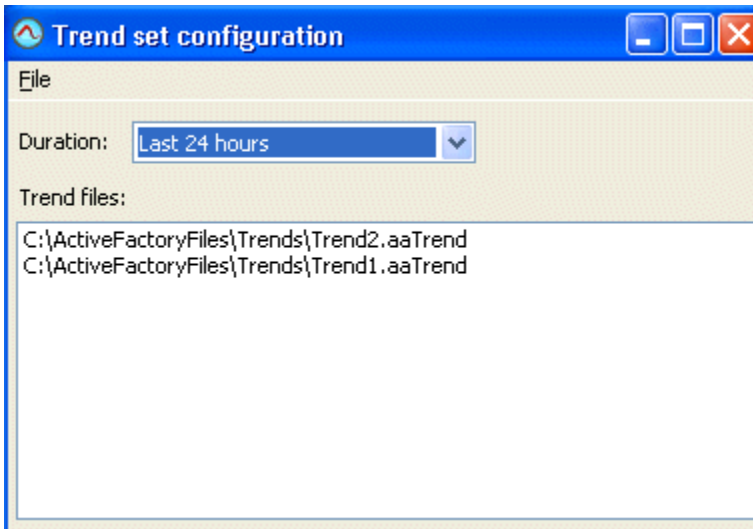 Trend set configuration
File
Duration: Last 24 hours
Trend files:
C:\ActiveFactoryFiles\Trends\Trend2.aaTrend
C:\ActiveFactoryFiles\Trends\Trend1.aaTrend